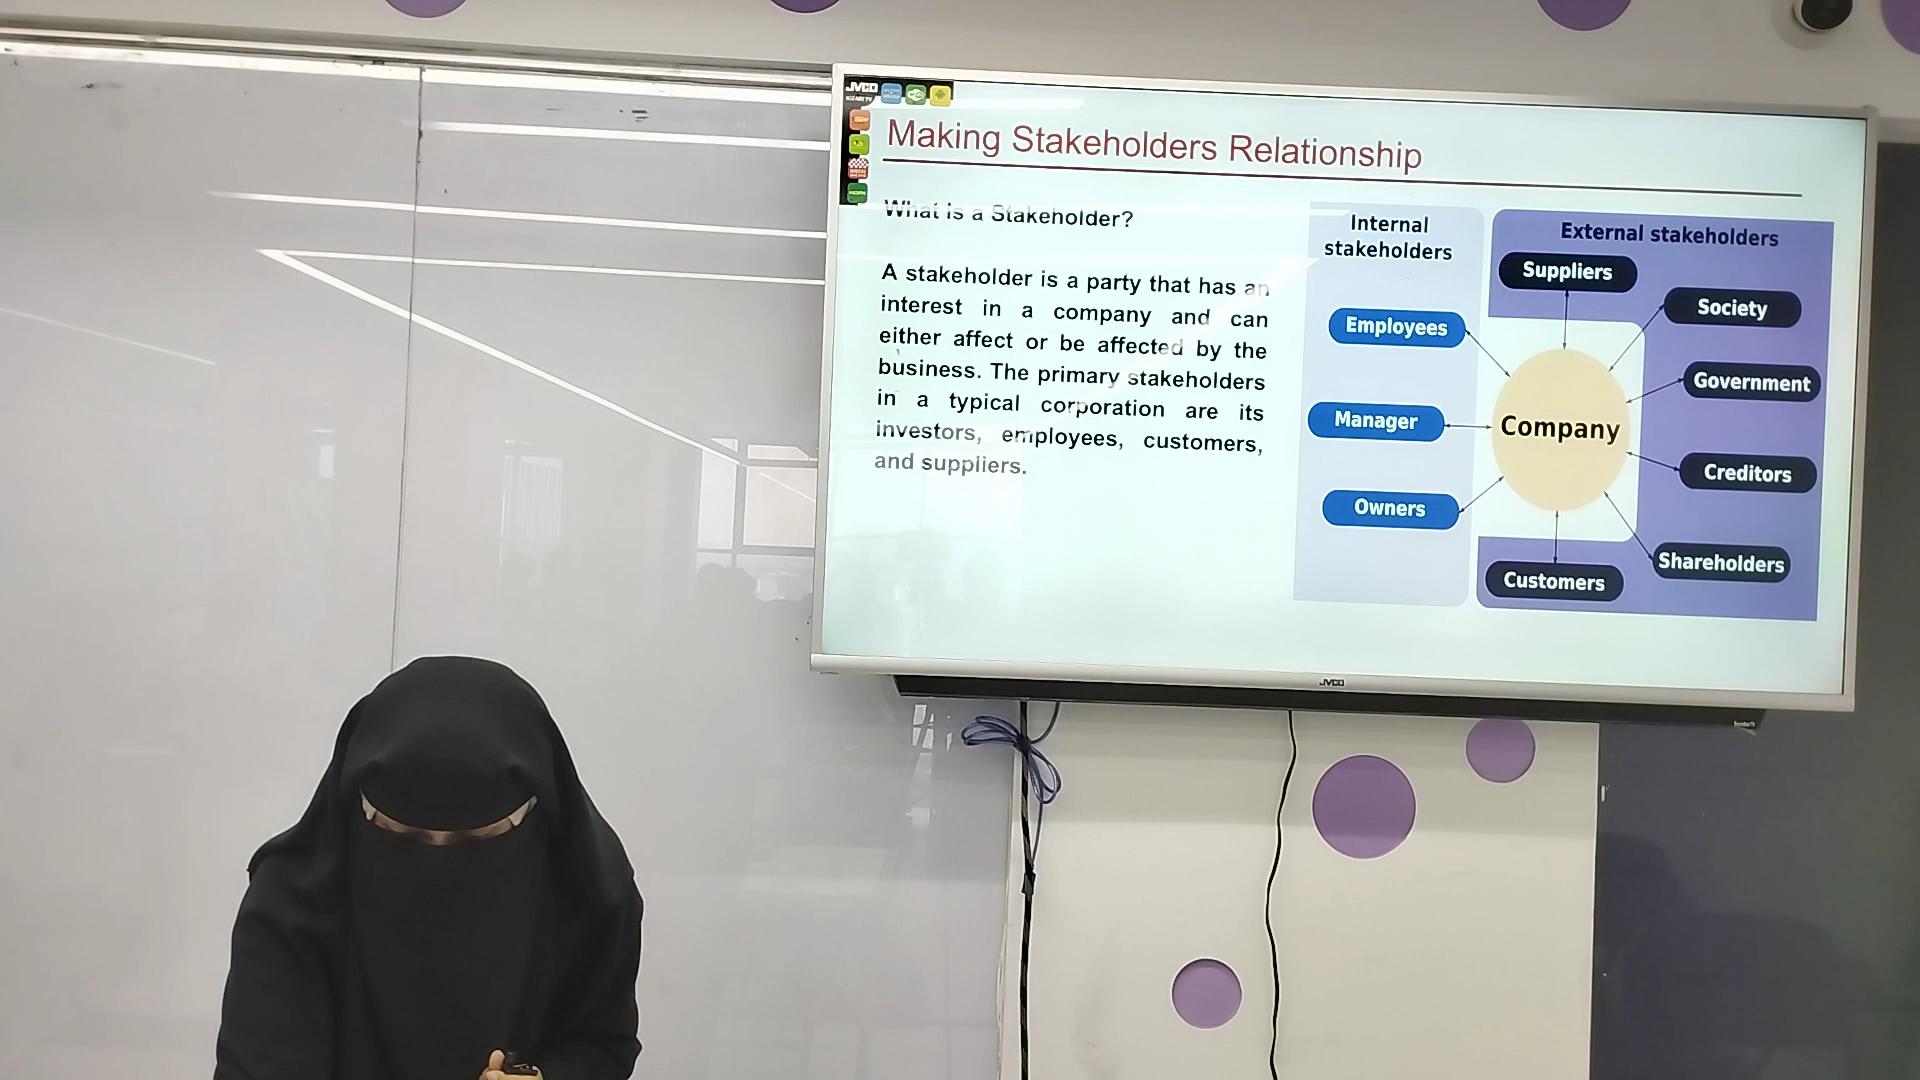 JVCO
Making Stakeholders Relationship
What is a Stakeholder?
A stakeholder is a party that has an
interest in a company and can
either affect or be affected by the
business. The primary stakeholders
in a typical corporation are its
investors, employees, customers,
and suppliers.
Internal
stakeholders
Employees
Manager
Owners
External stakeholders
Suppliers
Society
Government
Company
Creditors
Shareholders
Customers
JVCO